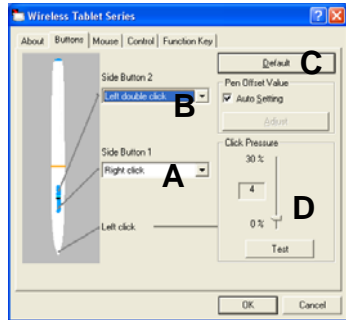 Wireless Tablet Series
About Buttons Mouse Control Function Key
Default
C
Side Button 2
Left double click
B
Pen Offset Value
Auto Setting
Adjust
Side Button 1
Right click
A
Click Pressure
30 %
4
0 %
D
Left click
Test
OK Cancel